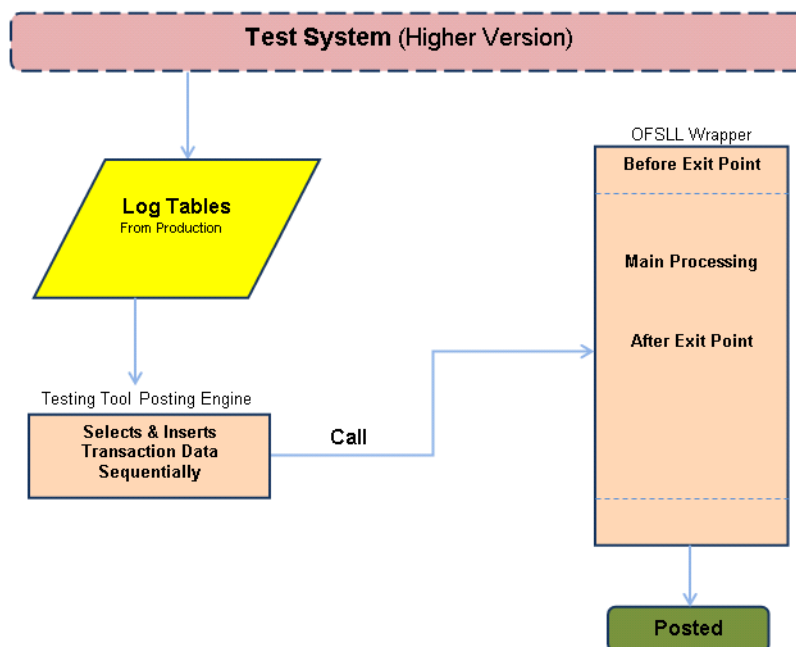 Test System (Higher Version)
OFSLL Wrapper
Before Exit Point
Log Tables
From Production
Main Processing
After Exit Point
Testing Tool Posting Engine
Selects & Inserts
Transaction Data
Sequentially
Call
Posted